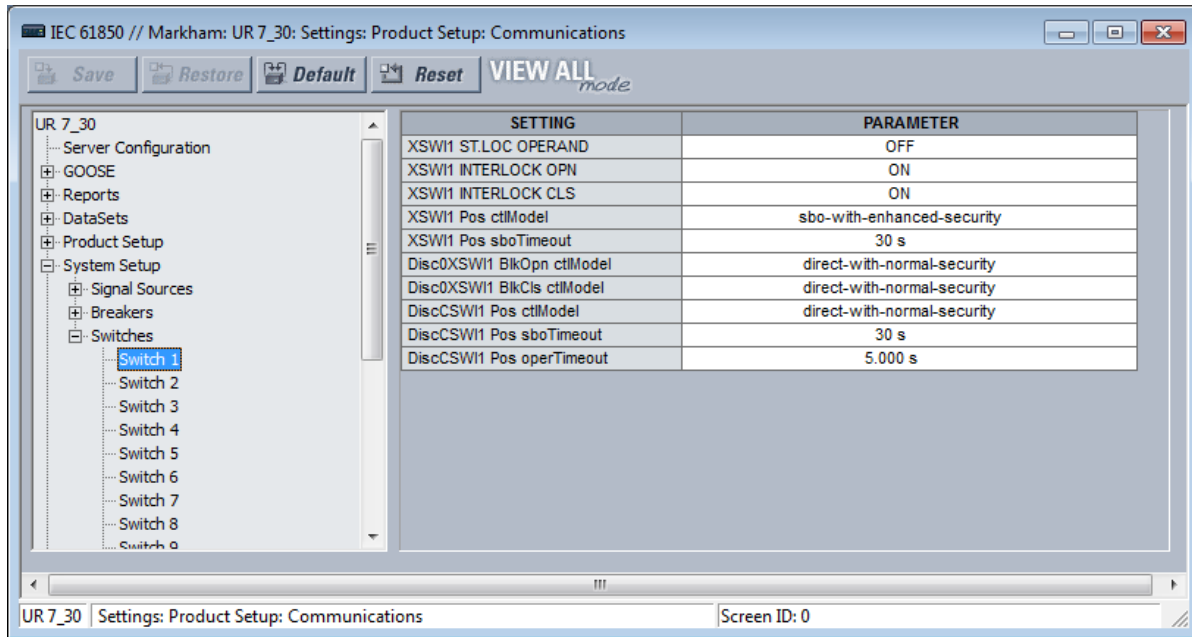 IEC 61850 // Markham: UR 7_30: Settings: Product Setup: Communications
Save Restore Default Reset VIEW ALL mode
UR 7_30
Server Configuration
GOOSE
Reports
DataSets
Product Setup
System Setup
Signal Sources
Breakers
Switches
Switch 1
Switch 2
Switch 3
Switch 4
Switch 5
Switch 6
Switch 7
Switch 8
Switch 9
SETTING PARAMETER
XSWI1 ST.LOC OPERAND OFF
XSWI1 INTERLOCK OPN ON
XSWI1 INTERLOCK CLS ON
XSWI1 Pos ctlModel sbo-with-enhanced-security
XSWI1 Pos sboTimeout 30 s
Disc0XSWI1 BlkOpn ctlModel direct-with-normal-security
Disc0XSWI1 BlkCls ctlModel direct-with-normal-security
DiscCSWI1 Pos ctlModel direct-with-normal-security
DiscCSWI1 Pos sboTimeout 30 s
DiscCSWI1 Pos operTimeout 5.000 s
UR 7_30 Settings: Product Setup: Communications Screen ID: 0